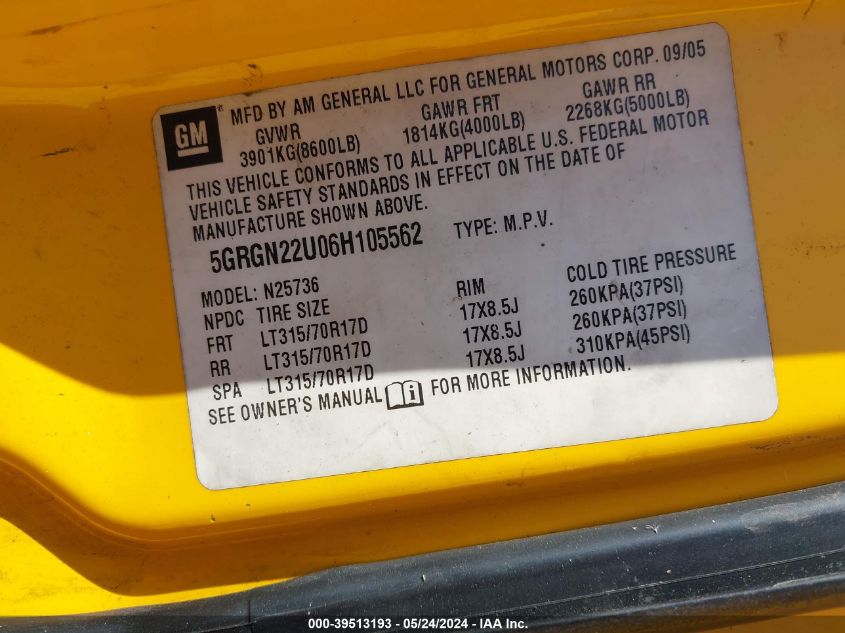 GM ® MFD BY AM GENERAL LLC FOR GENERAL MOTORS CORP. 09/05
GVWR GAWR FRT GAWR RR
3901KG(8600LB) 1814KG(4000LB) 2268KG(5000LB)
THIS VEHICLE CONFORMS TO ALL APPLICABLE U.S. FEDERAL MOTOR
VEHICLE SAFETY STANDARDS IN EFFECT ON THE DATE OF
MANUFACTURE SHOWN ABOVE.
5GRGN22U06H105562 TYPE: M.P.V.
MODEL: N25736
NPDC TIRE SIZE RIM COLD TIRE PRESSURE
FRT LT315/70R17D 17X8.5J 260KPA(37PSI)
RR LT315/70R17D 17X8.5J 260KPA(37PSI)
SPA LT315/70R17D 17X8.5J 310KPA(45PSI)
SEE OWNER'S MANUAL i FOR MORE INFORMATION.
000-39513193 - 05/24/2024 - IAA Inc.